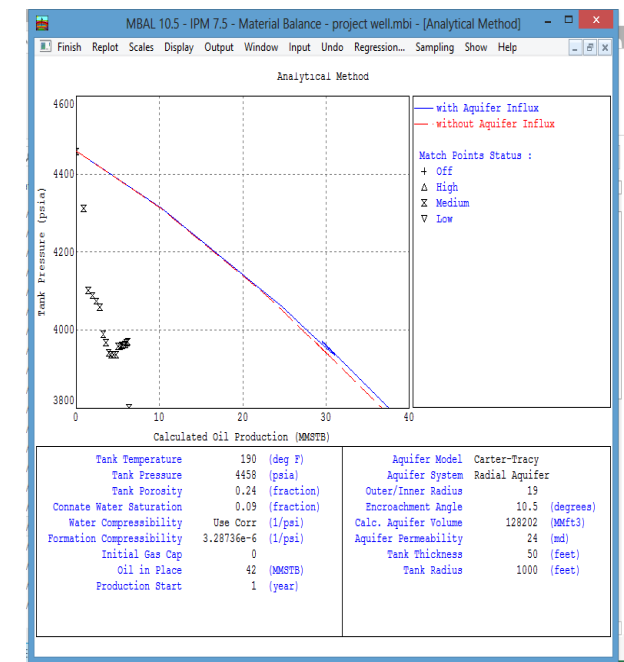 MBAL 10.5 - IPM 7.5 - Material Balance - project well.mbi - [Analytical Method]
Finish Replot Scales Display Output Window Input Undo Regression... Sampling Show Help
Analytical Method
with Aquifer Influx
without Aquifer Influx
Match Points Status :
Off
High
Medium
Low
Tank Pressure (psia)
4600
4400
4200
4000
3800
0 10 20 30 40
Calculated Oil Production (MMSTB)
Tank Temperature 190 (deg F)
Tank Pressure 4458 (psia)
Tank Porosity 0.24 (fraction)
Connate Water Saturation 0.09 (fraction)
Water Compressibility Use Corr (1/psi)
Formation Compressibility 3.28736e-6 (1/psi)
Initial Gas Cap 0
Oil in Place 42 (MMSTB)
Production Start 1 (year)
Aquifer Model Carter-Tracy
Aquifer System Radial Aquifer
Outer/Inner Radius 19
Encroachment Angle 10.5 (degrees)
Calc. Aquifer Volume 128202 (MMft3)
Aquifer Permeability 24 (md)
Tank Thickness 50 (feet)
Tank Radius 1000 (feet)